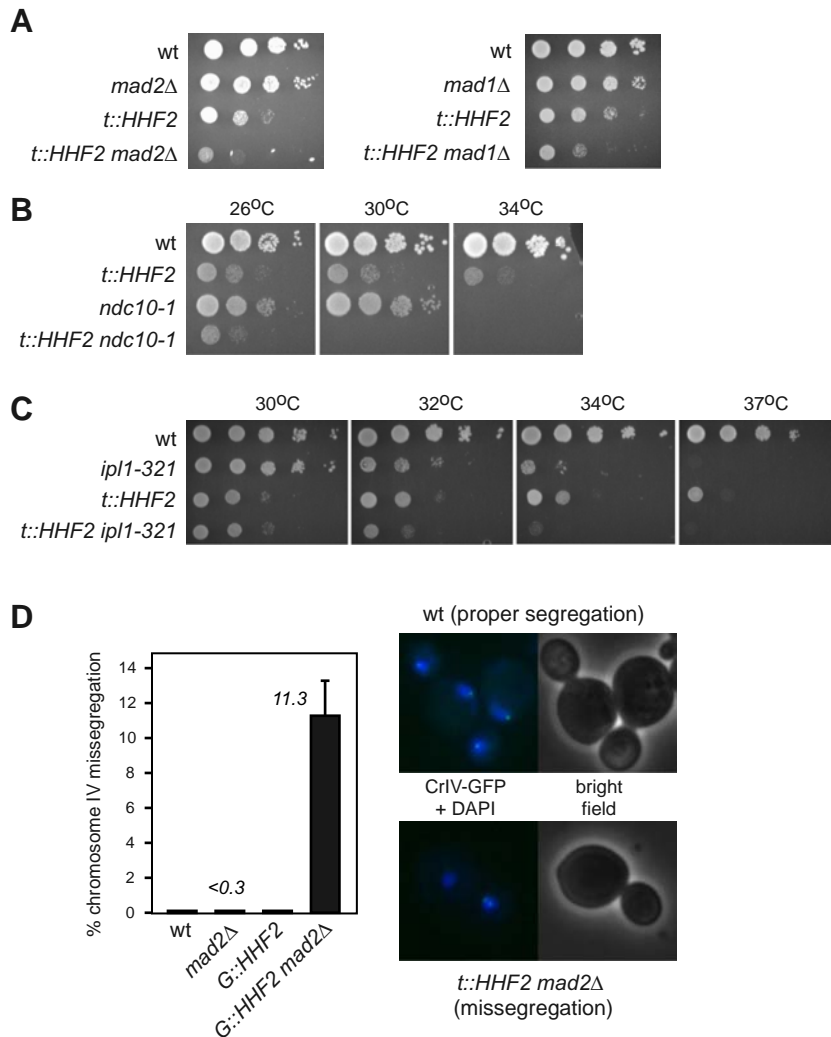 A
wt
mad2Δ
t::HHF2
t::HHF2 mad2Δ
wt
mad1Δ
t::HHF2
t::HHF2 mad1Δ
B
26°C 30°C 34°C
wt
t::HHF2
ndc10-1
t::HHF2 ndc10-1
C
30°C 32°C 34°C 37°C
wt
ipl1-321
t::HHF2
t::HHF2 ipl1-321
D
% chromosome IV missegregation
14
12
10
8
6
4
2
0
11.3
<0.3
wt
mad2Δ
G::HHF2
G::HHF2 mad2Δ
wt (proper segregation)
CrIV-GFP
+ DAPI
bright
field
t::HHF2 mad2Δ
(missegregation)